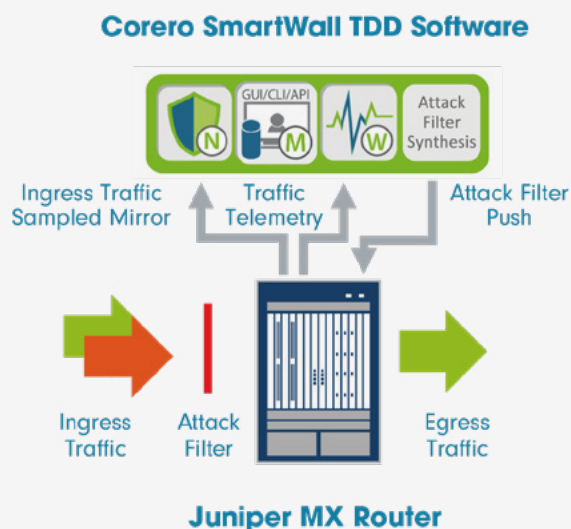 Corero SmartWall TDD Software
GUI/CLI/API
N
M
W
Attack
Filter
Synthesis
Ingress Traffic
Sampled Mirror
Traffic
Telemetry
Attack Filter
Push
Ingress
Traffic
Attack
Filter
Egress
Traffic
Juniper MX Router